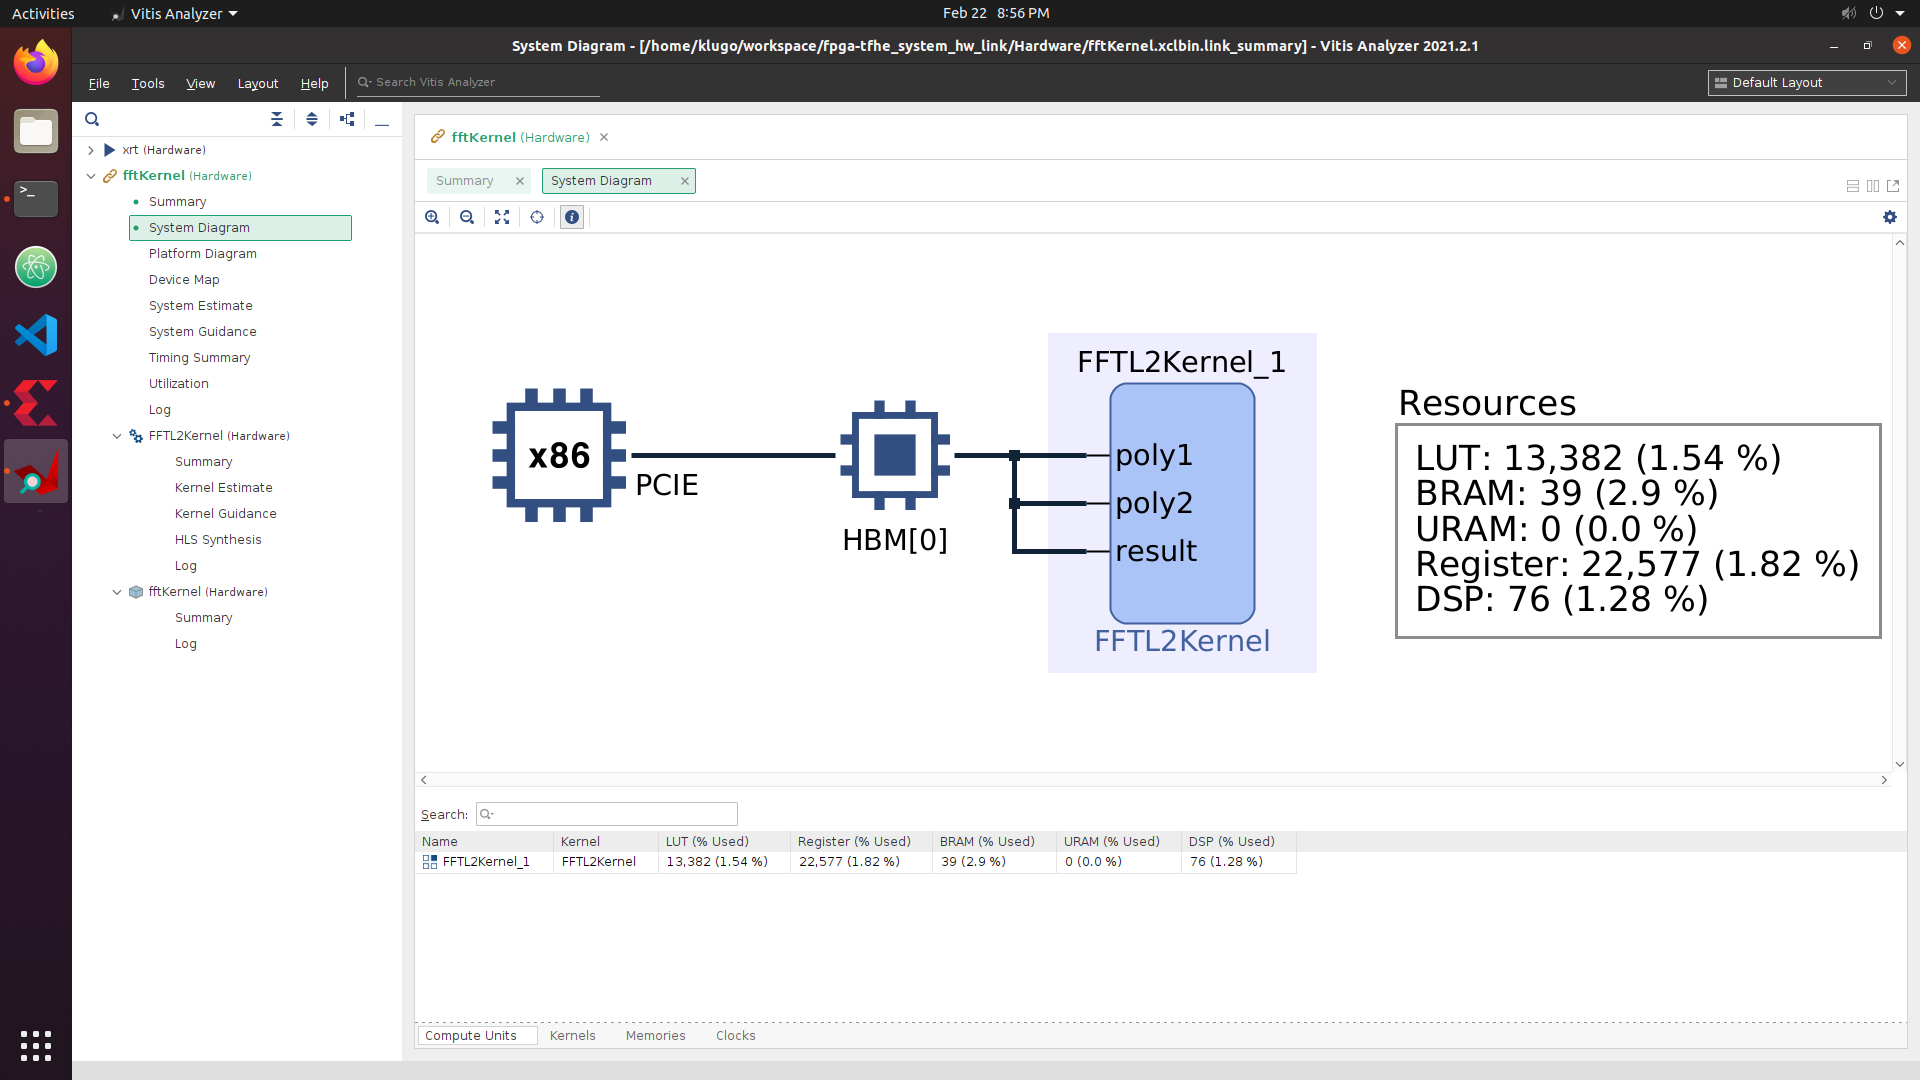 Activities
Vitis Analyzer
Feb 22 8:56 PM
System Diagram - [/home/klugo/workspace/fpga-tfhe_system_hw_link/Hardware/fftKernel.xclbin.link_summary] - Vitis Analyzer 2021.2.1
File Tools View Layout Help
Search Vitis Analyzer
Default Layout
xrt (Hardware)
fftKernel (Hardware)
Summary
System Diagram
Platform Diagram
Device Map
System Estimate
System Guidance
Timing Summary
Utilization
Log
FFTL2Kernel (Hardware)
Summary
Kernel Estimate
Kernel Guidance
HLS Synthesis
Log
fftKernel (Hardware)
Summary
Log
fftKernel (Hardware)
Summary
System Diagram
x86
PCIE
HBM[0]
FFTL2Kernel_1
poly1
poly2
result
FFTL2Kernel
Resources
LUT: 13,382 (1.54 %)
BRAM: 39 (2.9 %)
URAM: 0 (0.0 %)
Register: 22,577 (1.82 %)
DSP: 76 (1.28 %)
Search:
Name Kernel LUT (% Used) Register (% Used) BRAM (% Used) URAM (% Used) DSP (% Used)
FFTL2Kernel_1 FFTL2Kernel 13,382 (1.54 %) 22,577 (1.82 %) 39 (2.9 %) 0 (0.0 %) 76 (1.28 %)
Compute Units Kernels Memories Clocks